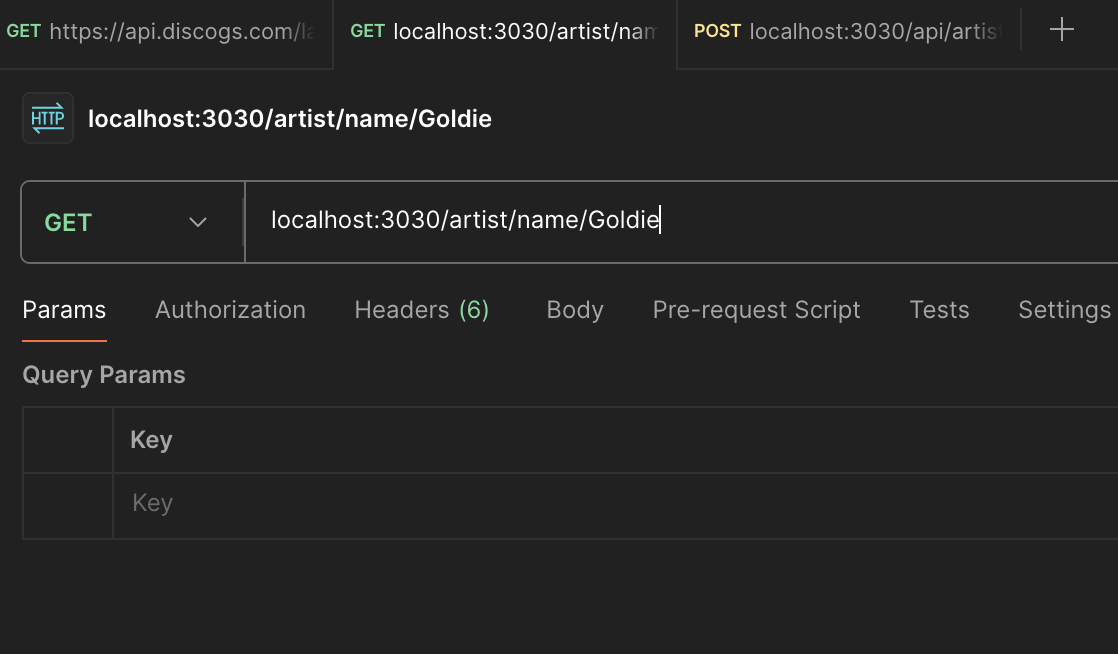 GET https://api.discogs.com/la GET localhost:3030/artist/nam POST localhost:3030/api/artis
HTTP localhost:3030/artist/name/Goldie
GET localhost:3030/artist/name/Goldie
Params Authorization Headers (6) Body Pre-request Script Tests Settings
Query Params
Key
Key